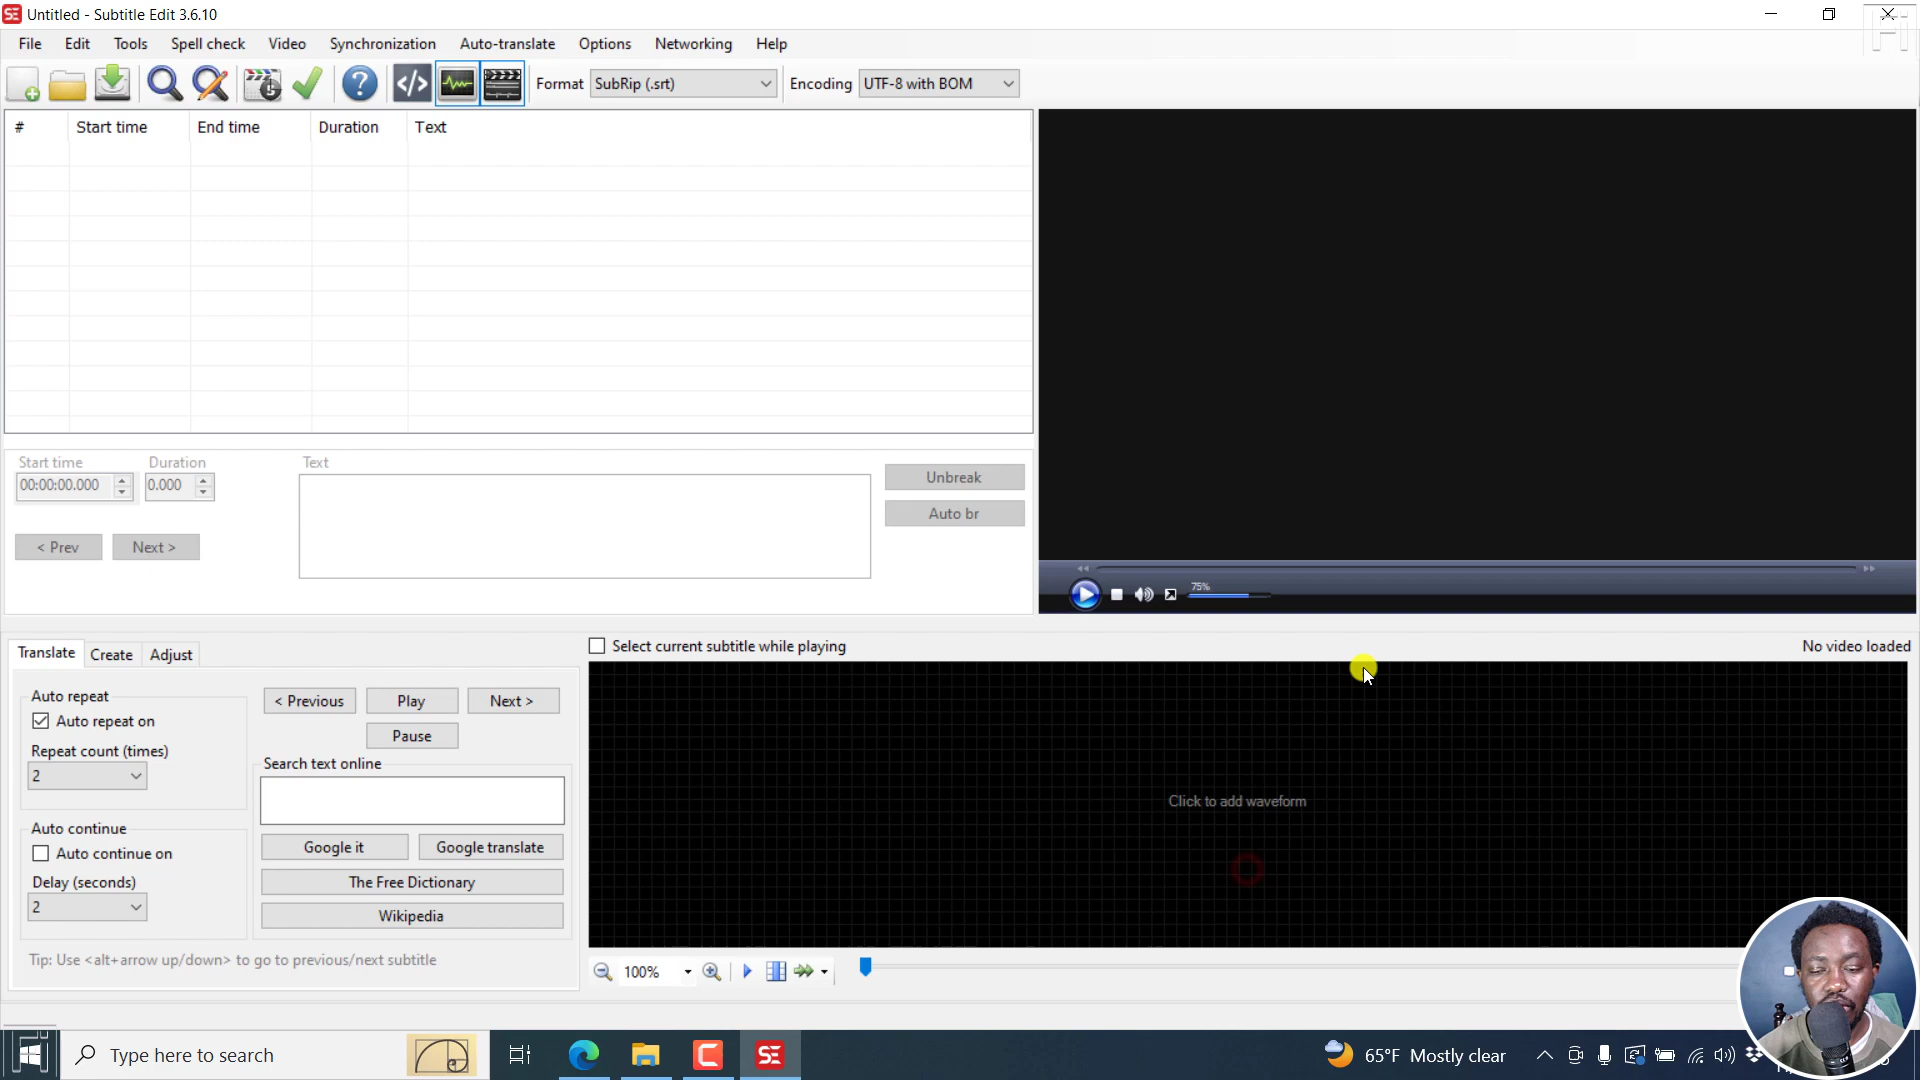 Untitled - Subtitle Edit 3.6.10
File Edit Tools Spell check Video Synchronization Auto-translate Options Networking Help
Format SubRip (.srt) Encoding UTF-8 with BOM
# Start time End time Duration Text
Start time Duration Text
00:00:00.000 0.000
Unbreak
Auto br
< Prev Next >
75%
Translate Create Adjust
Select current subtitle while playing
No video loaded
Auto repeat
Auto repeat on
Repeat count (times)
2
Auto continue
Auto continue on
Delay (seconds)
2
< Previous Play Next >
Pause
Search text online
Google it Google translate
The Free Dictionary
Wikipedia
Tip: Use <alt+arrow up/down> to go to previous/next subtitle
Click to add waveform
100%
Type here to search
SE
65°F Mostly clear